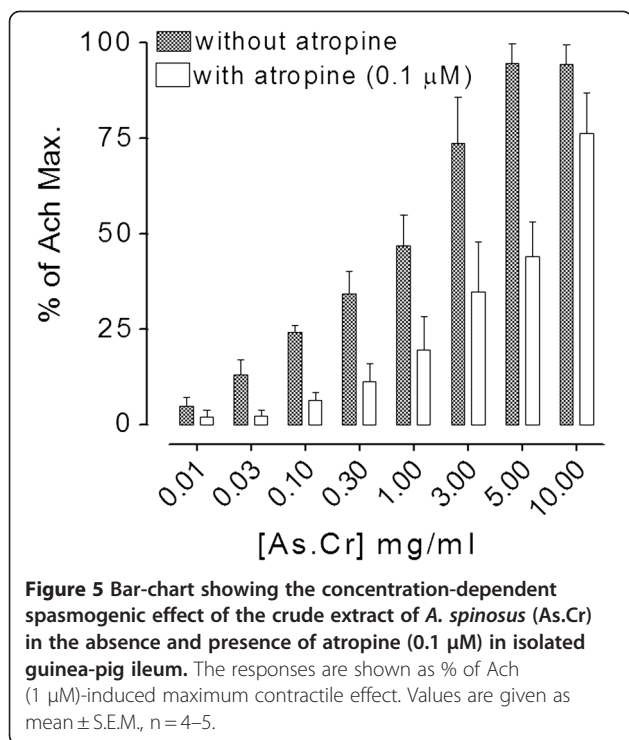 100
without atropine
with atropine (0.1 μM)
75
50
25
0
% of Ach Max.
0.01 0.03 0.10 0.30 1.00 3.00 5.00 10.00
[As.Cr] mg/ml
Figure 5 Bar-chart showing the concentration-dependent
spasmogenic effect of the crude extract of A. spinosus (As.Cr)
in the absence and presence of atropine (0.1 μM) in isolated
guinea-pig ileum. The responses are shown as % of Ach
(1 μM)-induced maximum contractile effect. Values are given as
mean ± S.E.M., n = 4–5.